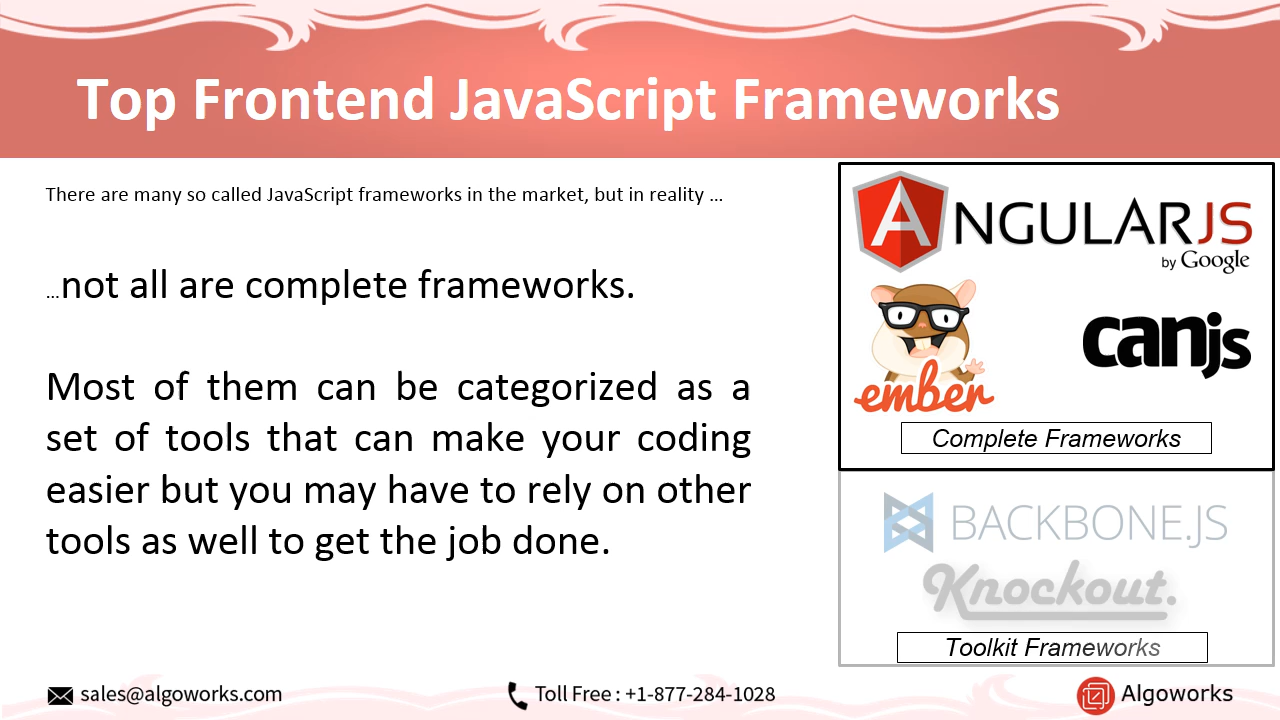 Top Frontend JavaScript Frameworks
There are many so called JavaScript frameworks in the market, but in reality ...
...not all are complete frameworks.
Most of them can be categorized as a
set of tools that can make your coding
easier but you may have to rely on other
tools as well to get the job done.
ANGULARJS
by Google
ember
canjs
Complete Frameworks
BACKBONE.JS
Knockout.
Toolkit Frameworks
sales@algoworks.com
Toll Free : +1-877-284-1028
Algoworks